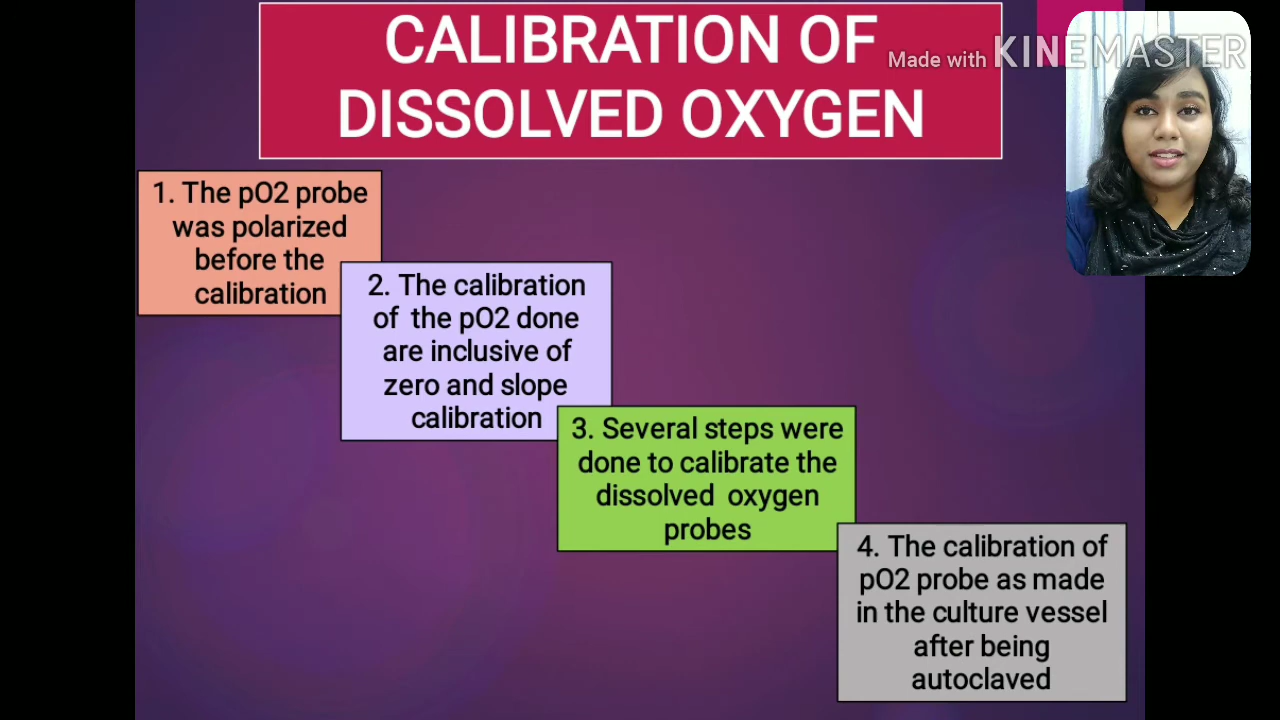 CALIBRATION OF
DISSOLVED OXYGEN
Made with KINEMASTER
1. The pO2 probe
was polarized
before the
calibration
2. The calibration
of the pO2 done
are inclusive of
zero and slope
calibration
3. Several steps were
done to calibrate the
dissolved oxygen
probes
4. The calibration of
pO2 probe as made
in the culture vessel
after being
autoclaved